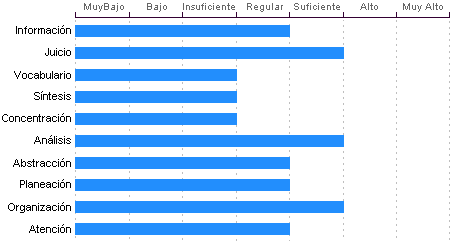 MuyBajo Bajo Insuficiente Regular Suficiente Alto Muy Alto
Información
Juicio
Vocabulario
Síntesis
Concentración
Análisis
Abstracción
Planeación
Organización
Atención